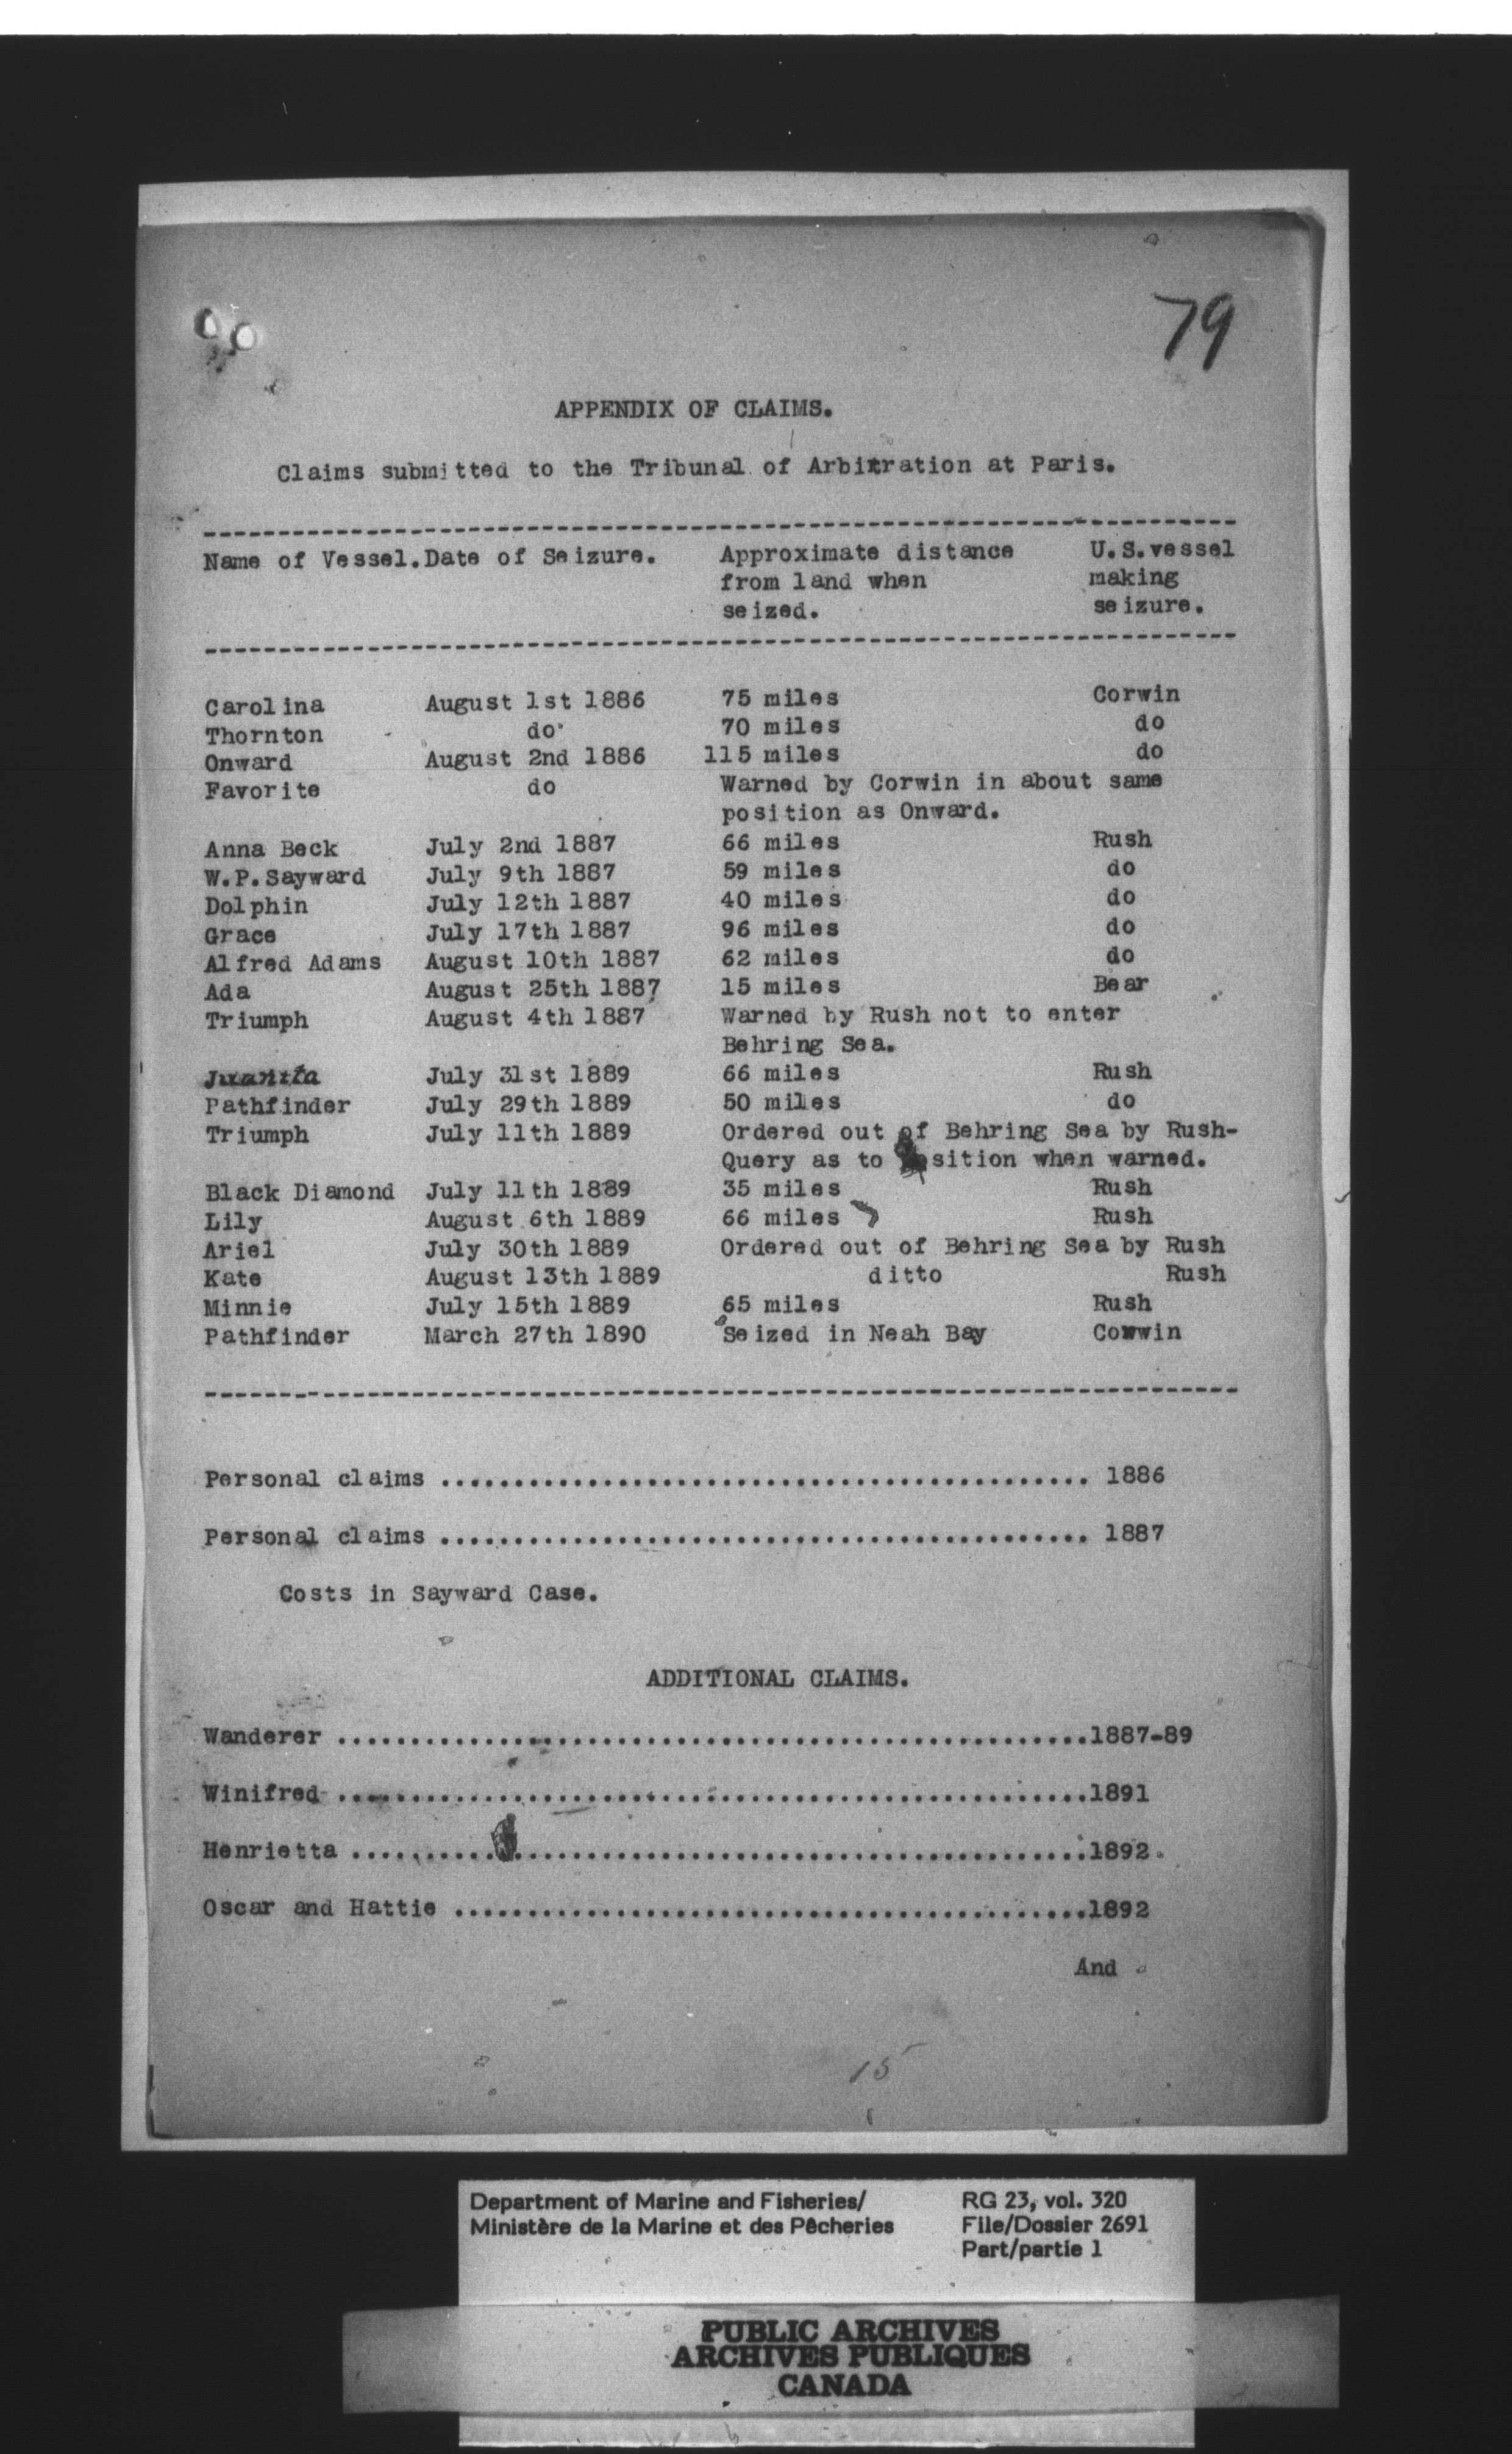 79
APPENDIX OF CLAIMS.
Claims submitted to the Tribunal of Arbitration at Paris.
Name of Vessel. Date of Seizure. Approximate distance from land when seized. U.S.vessel making seizure.
Carolina August 1st 1886 75 miles Corwin
Thornton do 70 miles do
Onward August 2nd 1886 115 miles do
Favorite do Warned by Corwin in about same
position as Onward.
Anna Beck July 2nd 1887 66 miles Rush
W.P.Sayward July 9th 1887 59 miles do
Dolphin July 12th 1887 40 miles do
Grace July 17th 1887 96 miles do
Alfred Adams August 10th 1887 62 miles do
Ada August 25th 1887 15 miles Bear
Triumph August 4th 1887 Warned by Rush not to enter
Behring Sea.
Juanita July 31st 1889 66 miles Rush
Pathfinder July 29th 1889 50 miles do
Triumph July 11th 1889 Ordered out of Behring Sea by Rush-
Query as to position when warned.
Black Diamond July 11th 1889 35 miles Rush
Lily August 6th 1889 66 miles Rush
Ariel July 30th 1889 Ordered out of Behring Sea by Rush
Kate August 13th 1889 ditto Rush
Minnie July 15th 1889 65 miles Rush
Pathfinder March 27th 1890 Seized in Neah Bay Corwin
Personal claims ............................................ 1886
Personal claims ............................................ 1887
Costs in Sayward Case.
ADDITIONAL CLAIMS.
Wanderer ...................................................1887-89
Winifred ...................................................1891
Henrietta ..................................................1892.
Oscar and Hattie ...........................................1892
And
15
Department of Marine and Fisheries/ RG 23, vol. 320
Ministère de la Marine et des Pêcheries File/Dossier 2691
Part/partie 1
PUBLIC ARCHIVES
ARCHIVES PUBLIQUES
CANADA